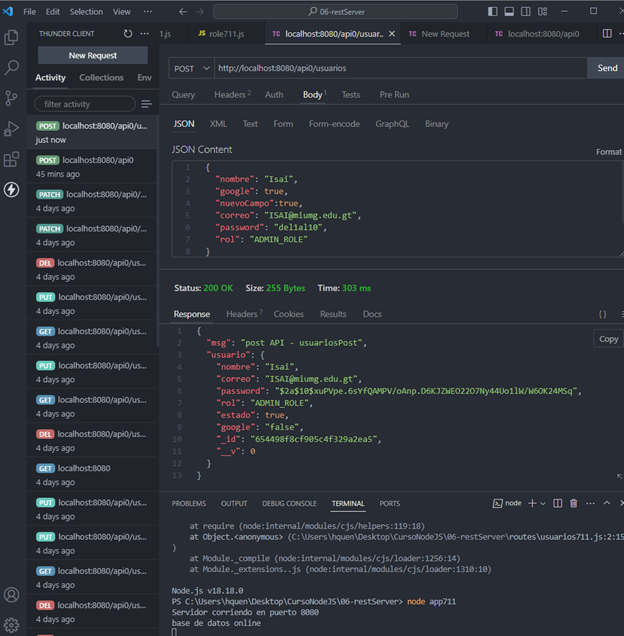 File Edit Selection View ··· 06-restServer
THUNDER CLIENT ···
1.js
JS role711.js
TC localhost:8080/api0/usuar..
TC New Request
TC localhost:8080/api0
New Request
Activity Collections Env
filter activity
POST localhost:8080/api0/u...
just now
POST localhost:8080/api0
45 mins ago
PATCH localhost:8080/api0/...
4 days ago
PATCH localhost:8080/api0/...
4 days ago
DEL localhost:8080/api0/us...
4 days ago
PUT localhost:8080/api0/us...
4 days ago
GET localhost:8080/api0/us...
4 days ago
PUT localhost:8080/api0/us...
4 days ago
GET localhost:8080/api0/us...
4 days ago
DEL localhost:8080/api0/us...
4 days ago
GET localhost:8080
4 days ago
PUT localhost:8080/api0/us...
4 days ago
PUT localhost:8080/api0/us...
4 days ago
GET localhost:8080/api0/us...
4 days ago
DEL localhost:8080/api0/us...
4 days ago
POST http://localhost:8080/api0/usuarios Send
Query Headers 2 Auth Body 1 Tests Pre Run
JSON XML Text Form Form-encode GraphQL Binary
JSON Content Format
1 {
2 "nombre": "Isai",
3 "google": true,
4 "nuevoCampo":true,
5 "correo": "ISAI@miumg.edu.gt",
6 "password": "del1al10",
7 "rol": "ADMIN_ROLE"
8 }
Status: 200 OK Size: 255 Bytes Time: 303 ms
Response Headers 7 Cookies Results Docs {}
Copy
1 {
2 "msg": "post API - usuariosPost",
3 "usuario": {
4 "nombre": "Isai",
5 "correo": "ISAI@miumg.edu.gt",
6 "password": "$2a$10$xuPVpe.6sYfQAMPV/oAnp.D6KJZWEO22O7Ny44Uo1lW/W6OK24MSq",
7 "rol": "ADMIN_ROLE",
8 "estado": true,
9 "google": "false",
10 "_id": "654498f8cf905c4f329a2ea5",
11 "__v": 0
12 }
13 }
PROBLEMS OUTPUT DEBUG CONSOLE TERMINAL PORTS node
at require (node:internal/modules/cjs/helpers:119:18)
at Object.<anonymous> (C:\Users\hquen\Desktop\CursoNodeJS\06-restServer\routes\usuarios711.js:2:15
)
at Module._compile (node:internal/modules/cjs/loader:1256:14)
at Module._extensions..js (node:internal/modules/cjs/loader:1310:10)
Node.js v18.18.0
PS C:\Users\hquen\Desktop\CursoNodeJS\06-restServer> node app711
Servidor corriendo en puerto 8080
base de datos online